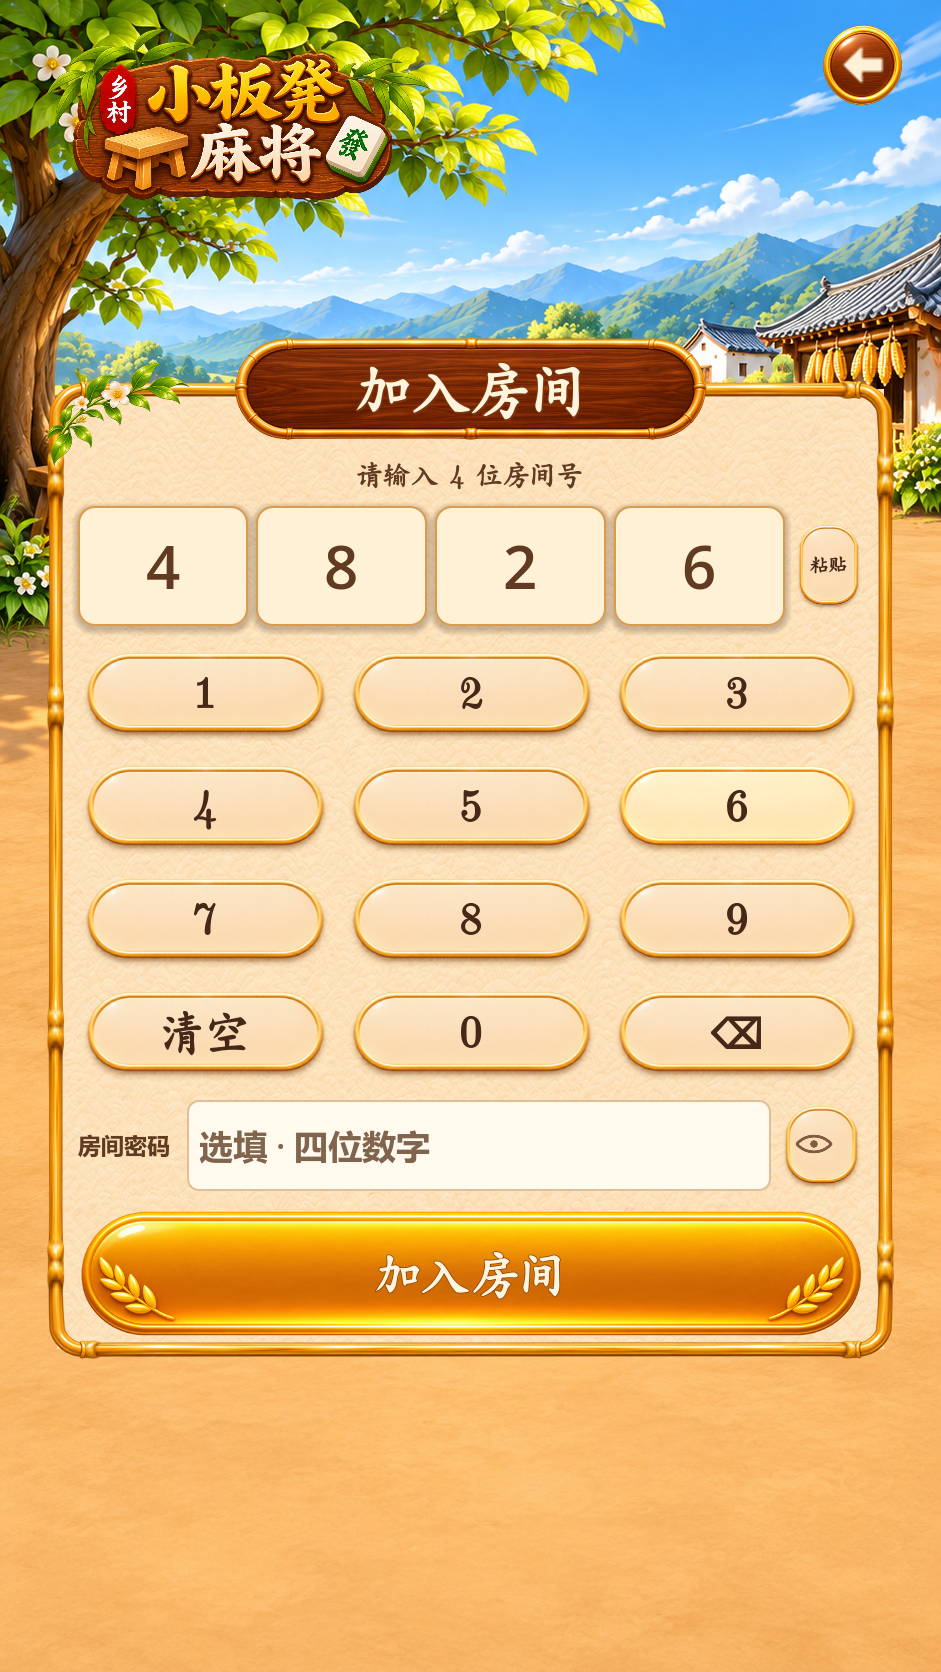 乡村
小板凳
麻将
發
加入房间
请输入 4 位房间号
4 8 2 6 粘贴
1 2 3
4 5 6
7 8 9
清空 0
房间密码 选填 · 四位数字
加入房间